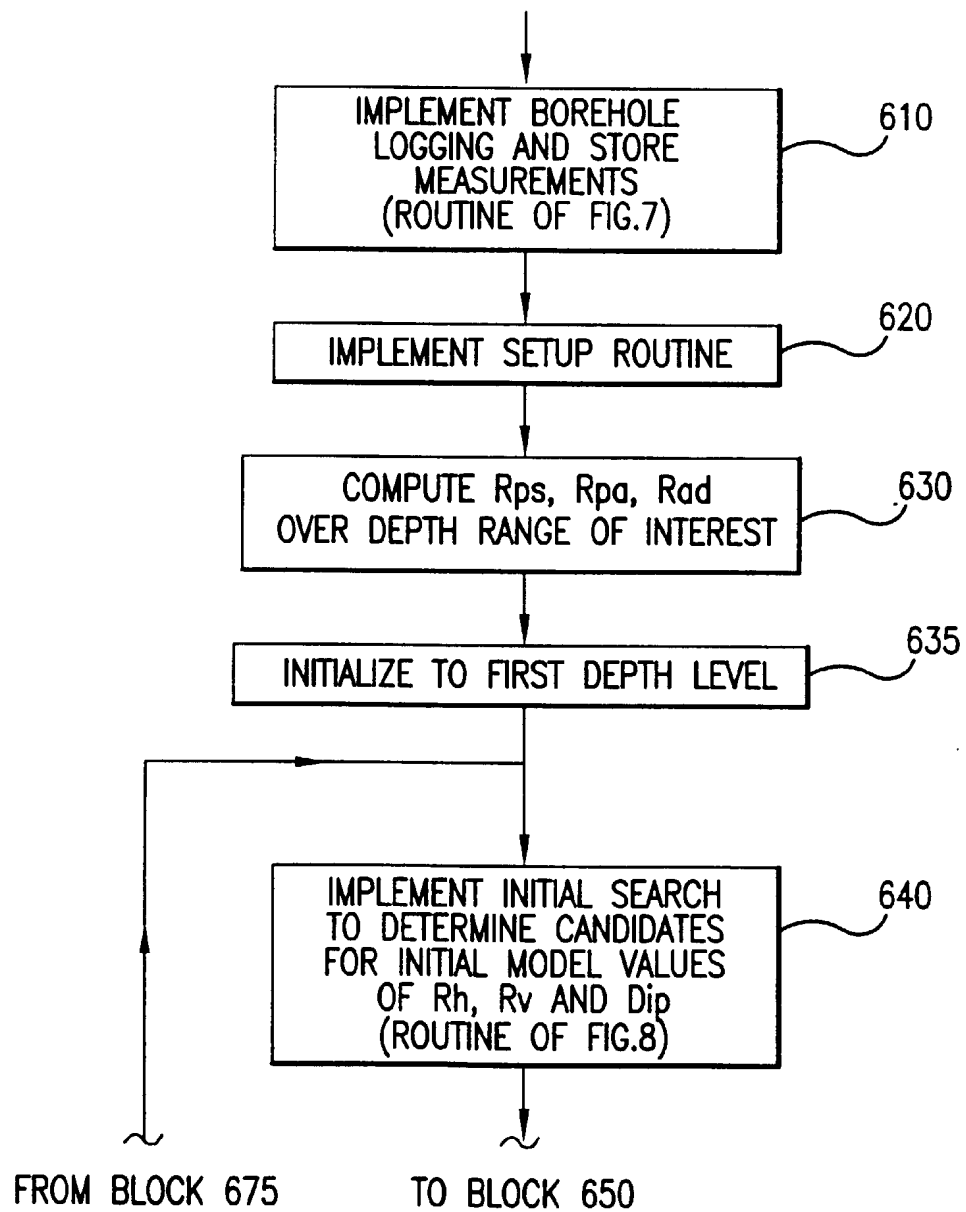 IMPLEMENT BOREHOLE
LOGGING AND STORE
MEASUREMENTS
(ROUTINE OF FIG.7)
610
IMPLEMENT SETUP ROUTINE
620
COMPUTE Rps, Rpa, Rad
OVER DEPTH RANGE OF INTEREST
630
INITIALIZE TO FIRST DEPTH LEVEL
635
IMPLEMENT INITIAL SEARCH
TO DETERMINE CANDIDATES
FOR INITIAL MODEL VALUES
OF Rh, Rv AND Dip
(ROUTINE OF FIG.8)
640
FROM BLOCK 675
TO BLOCK 650